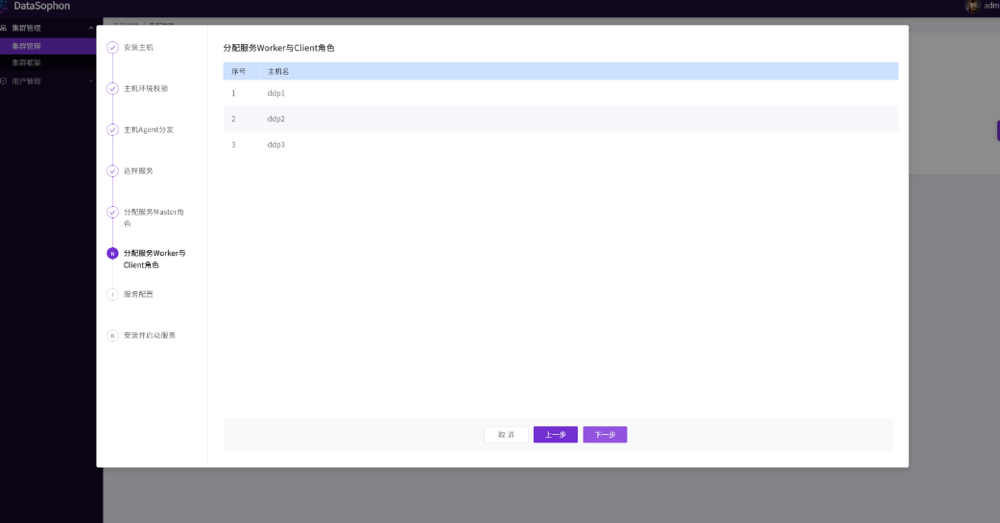 DataSophon
adm
集群管理
集群管理
集群框架
用户管理
安装主机
主机环境校验
主机Agent分发
选择服务
分配服务Master角
色
6
分配服务Worker与
Client角色
7
服务配置
8
安装并启动服务
分配服务Worker与Client角色
序号 主机名
1 ddp1
2 ddp2
3 ddp3
取 消 上一步 下一步